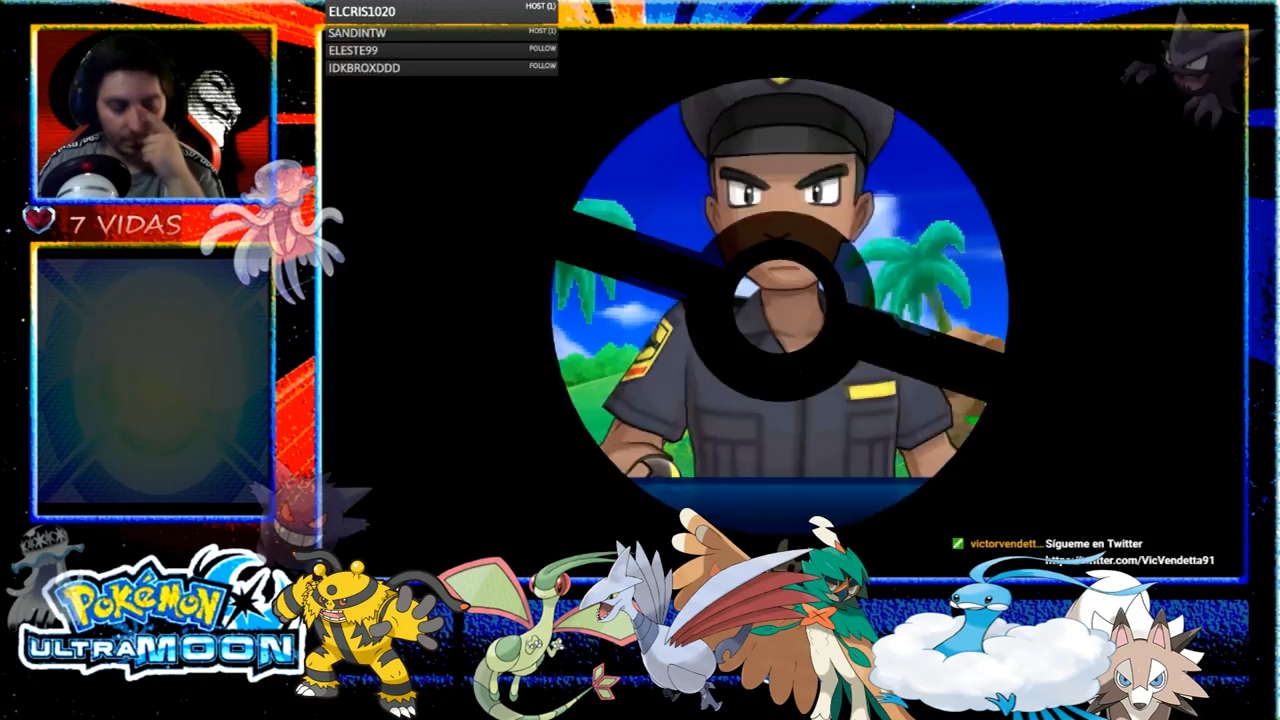 ELCRIS1020 HOST (1)
SANDINTW HOST (1)
ELESTE99 FOLLOW
IDKBROXDDD FOLLOW
7 VIDAS
victorvendett... Sígueme en Twitter
https://twitter.com/VicVendetta91
POKéMON
ULTRAMOON